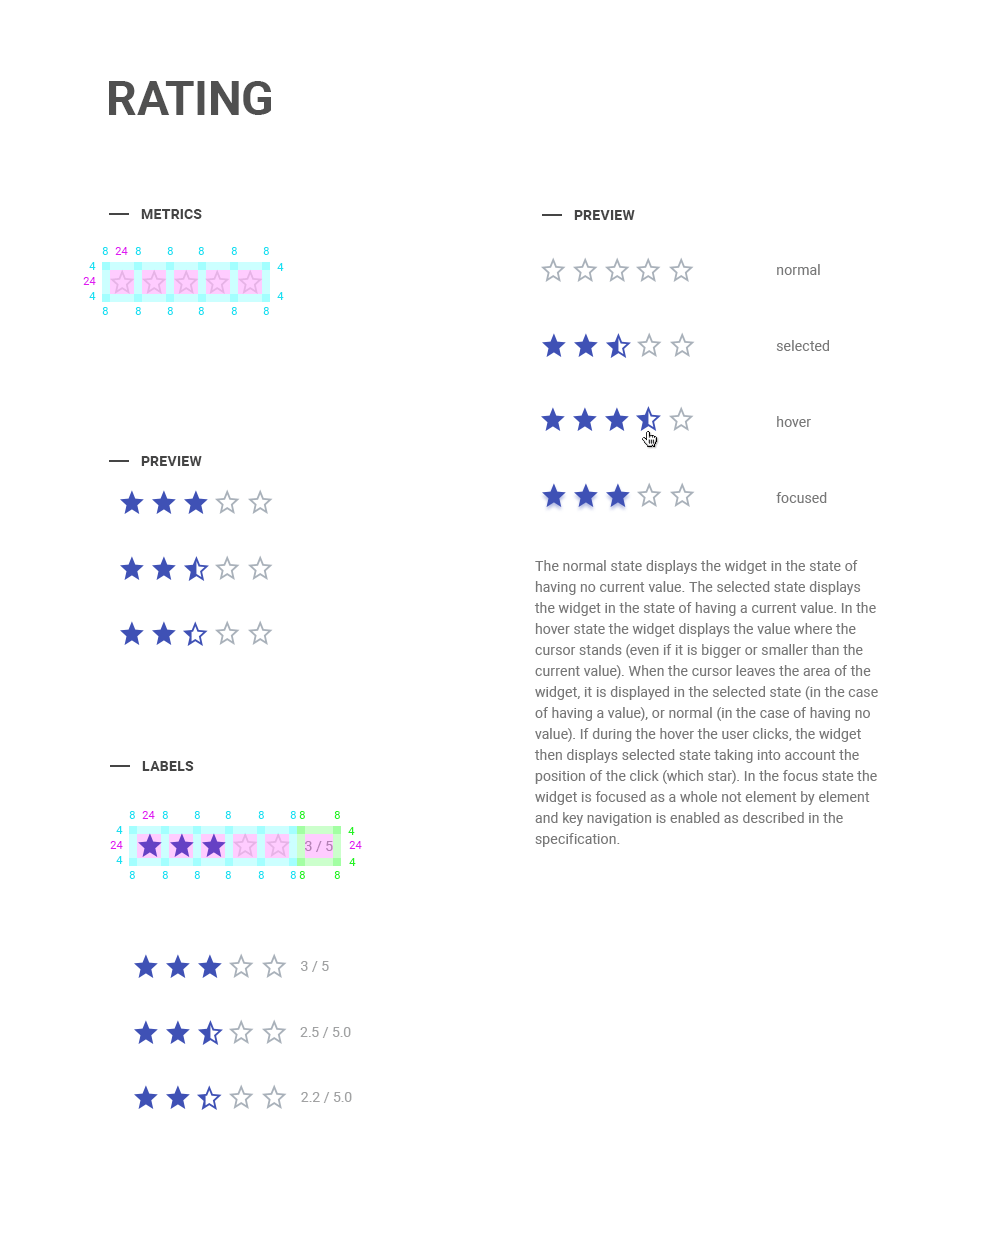 RATING
METRICS
8 24 8 8 8 8 8
4 4
24
4 4
8 8 8 8 8 8
PREVIEW
LABELS
8 24 8 8 8 8 8 8 8
4 4
24 3 / 5 24
4 4
8 8 8 8 8 8 8 8
3 / 5
2.5 / 5.0
2.2 / 5.0
PREVIEW
normal
selected
hover
focused
The normal state displays the widget in the state of
having no current value. The selected state displays
the widget in the state of having a current value. In the
hover state the widget displays the value where the
cursor stands (even if it is bigger or smaller than the
current value). When the cursor leaves the area of the
widget, it is displayed in the selected state (in the case
of having a value), or normal (in the case of having no
value). If during the hover the user clicks, the widget
then displays selected state taking into account the
position of the click (which star). In the focus state the
widget is focused as a whole not element by element
and key navigation is enabled as described in the
specification.